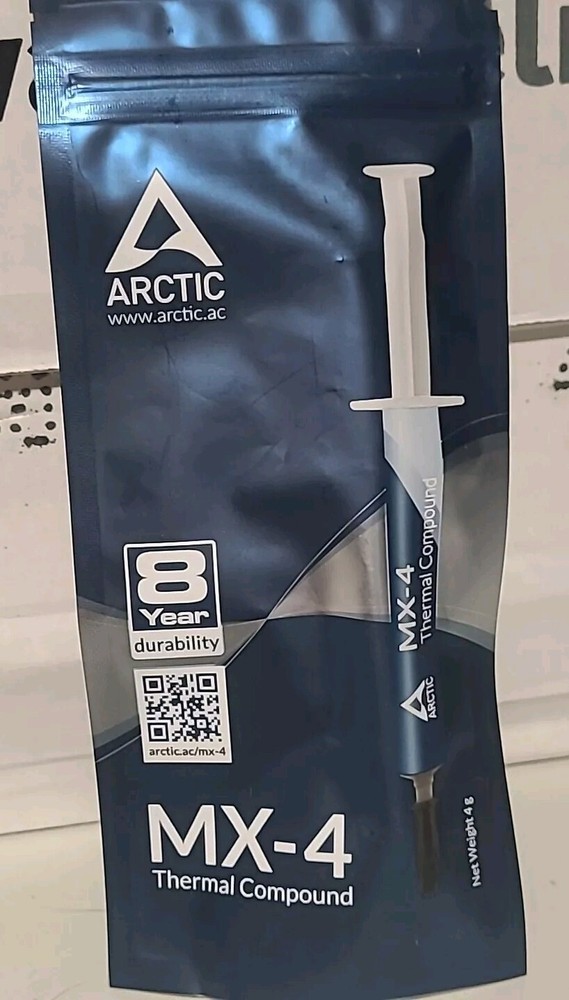 ARCTIC
www.arctic.ac
8
Year
durability
arctic.ac/mx-4
MX-4
Thermal Compound
MX-4
Thermal Compound
ARCTIC
Net Weight 4 g